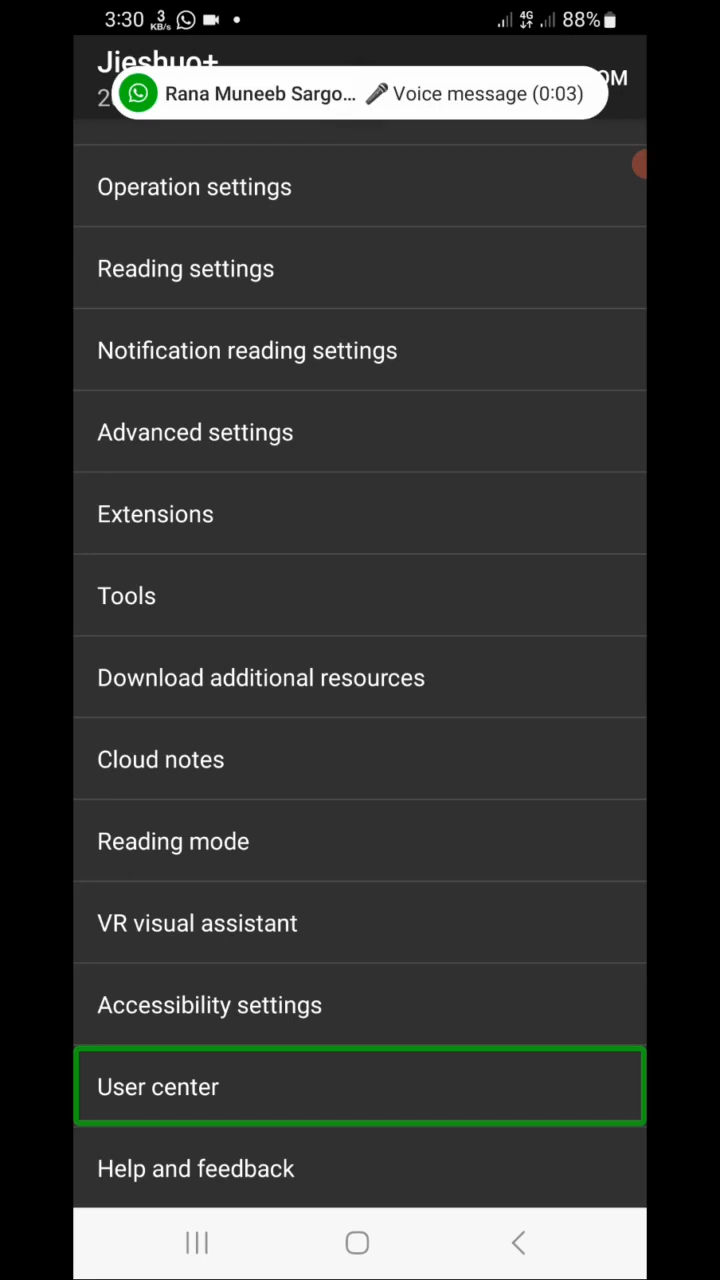 3:30 3 KB/s 4G 88%
Jieshuo+
Rana Muneeb Sargo... Voice message (0:03)
Operation settings
Reading settings
Notification reading settings
Advanced settings
Extensions
Tools
Download additional resources
Cloud notes
Reading mode
VR visual assistant
Accessibility settings
User center
Help and feedback